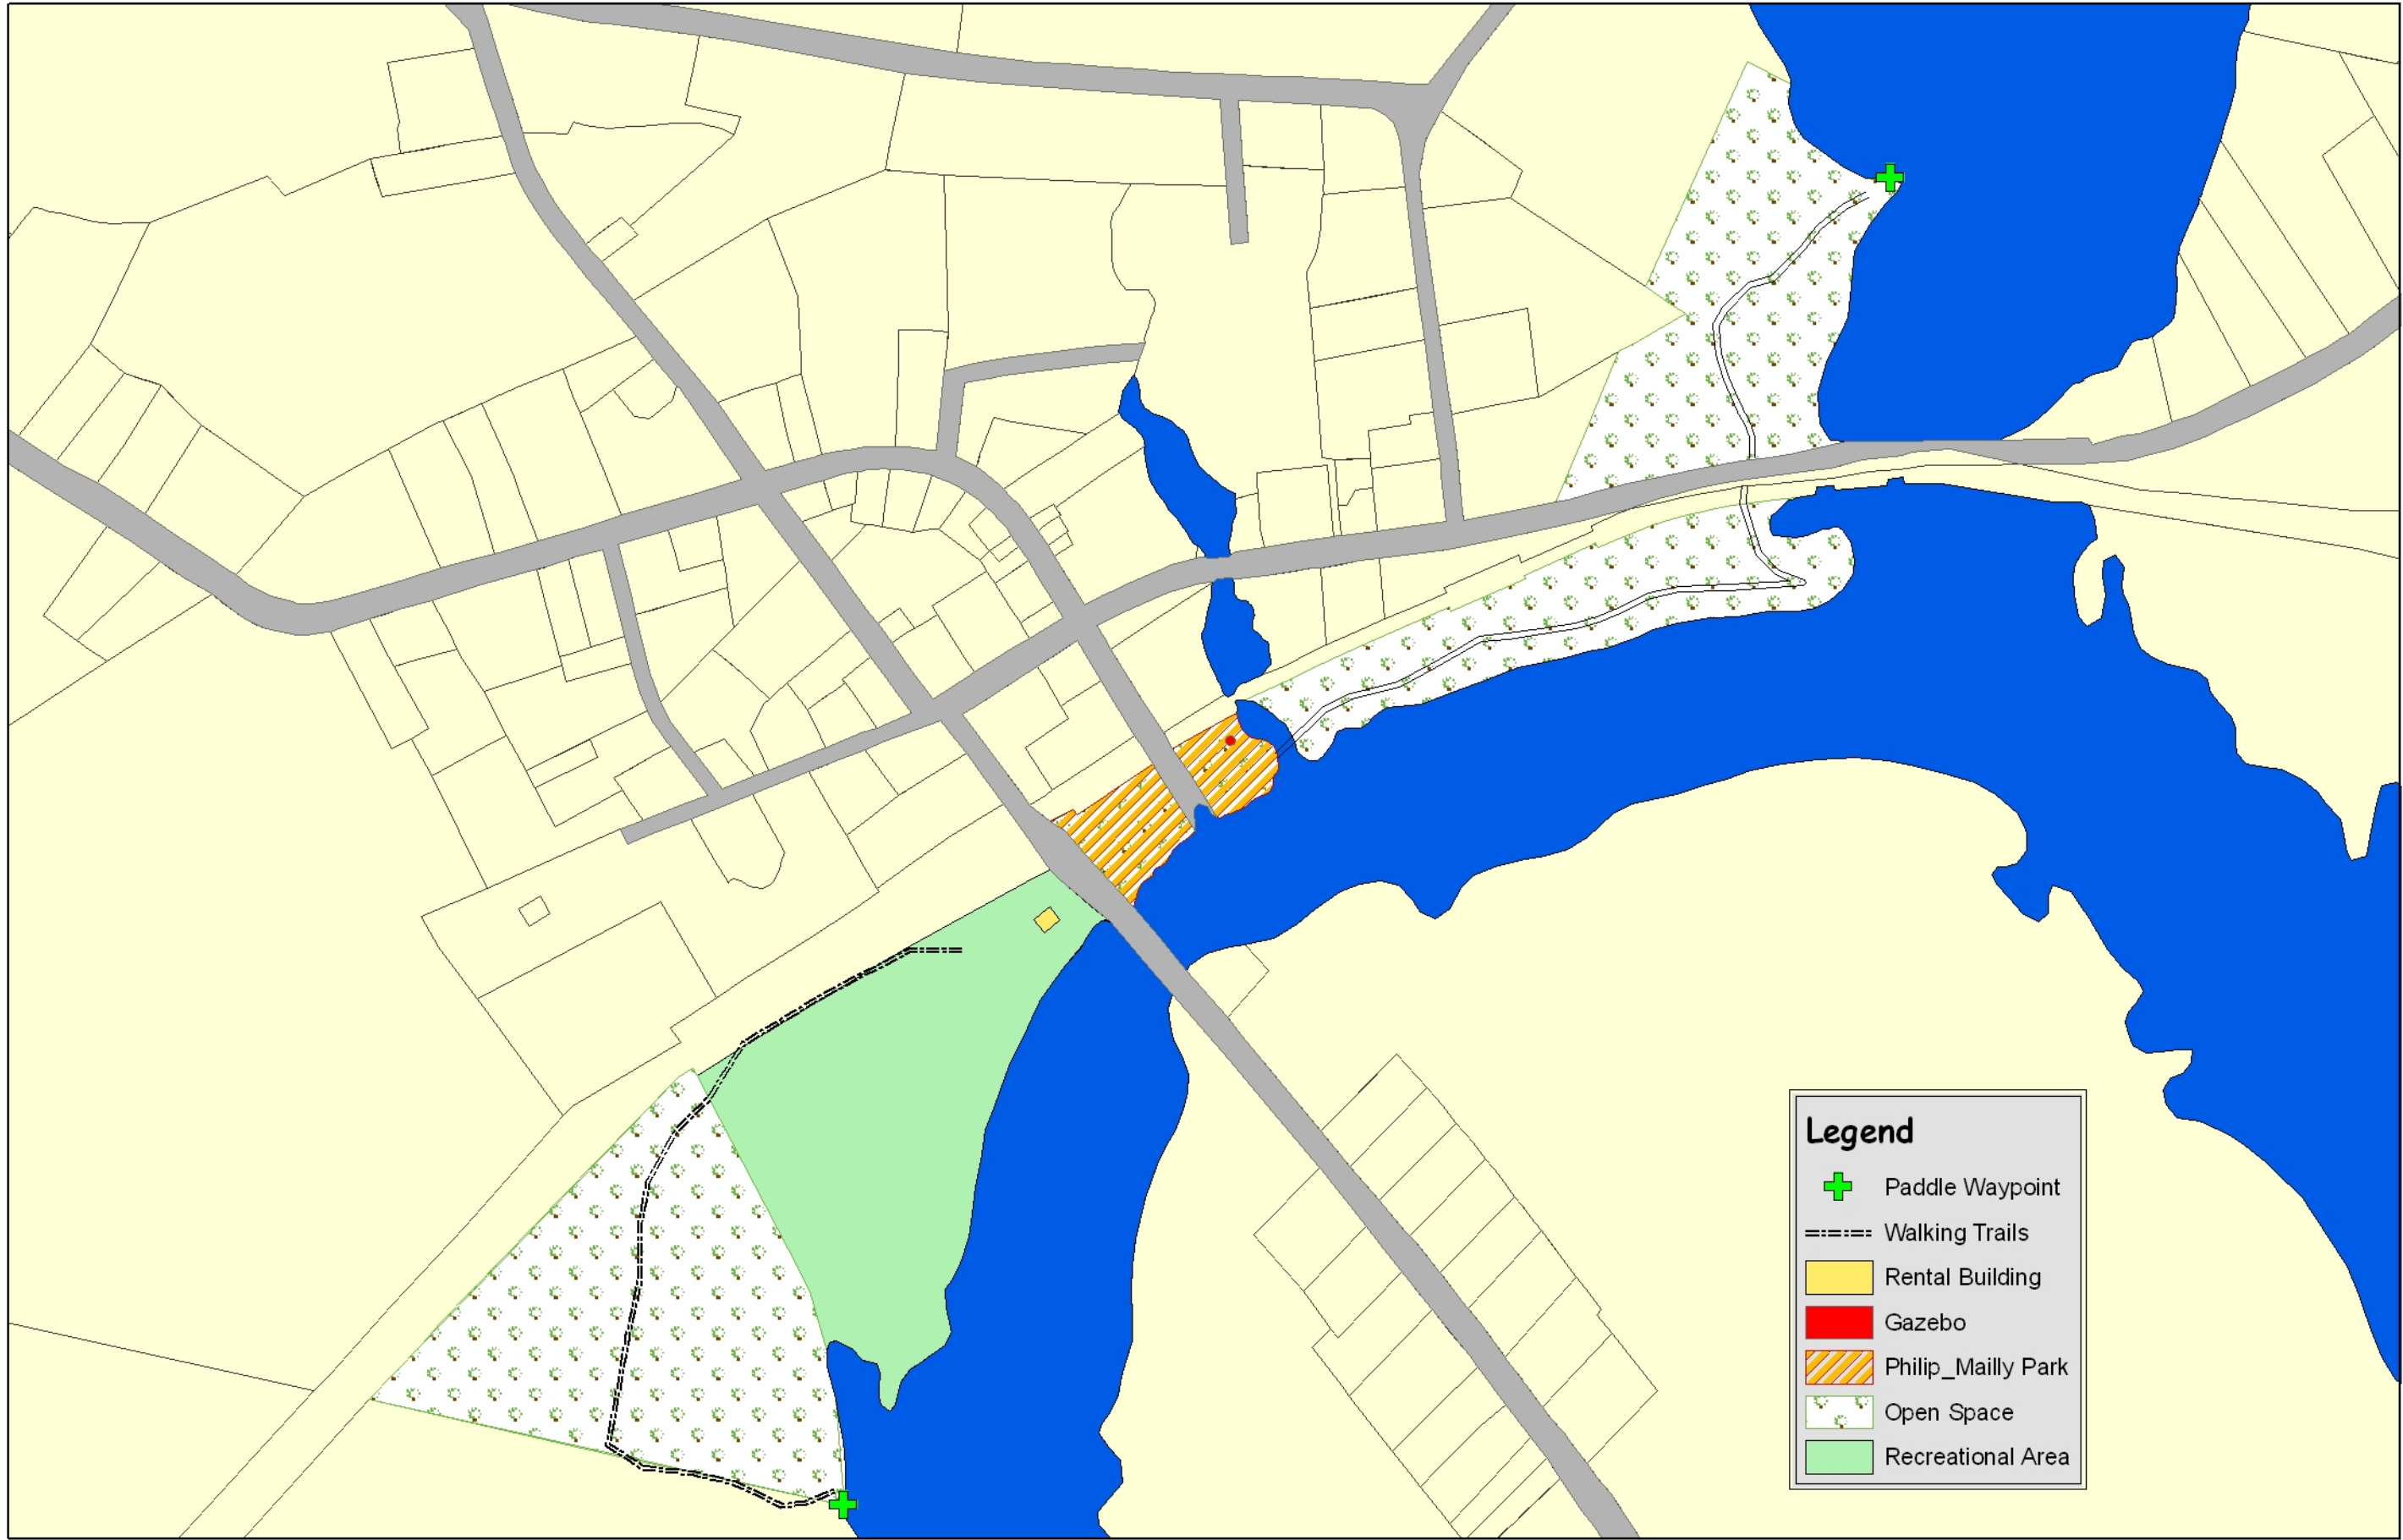 Legend
Paddle Waypoint
Walking Trails
Rental Building
Gazebo
Philip_Mailly Park
Open Space
Recreational Area